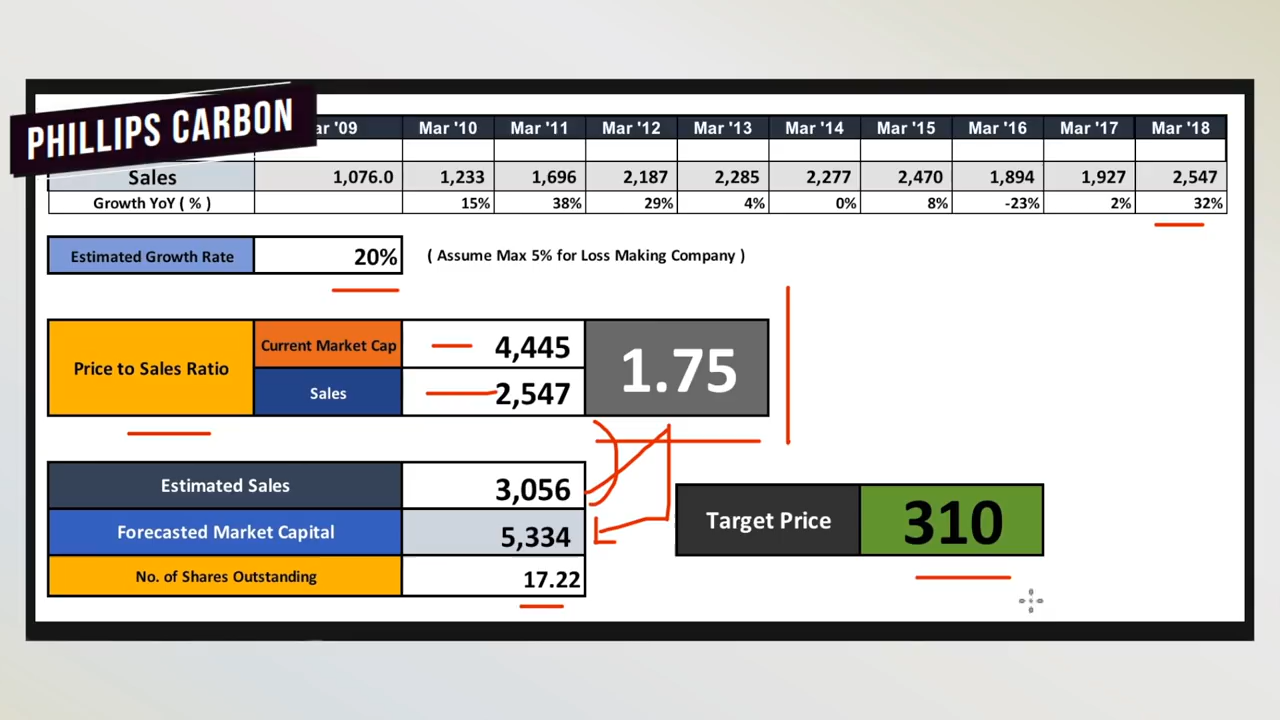 PHILLIPS CARBON
ar '09 Mar '10 Mar '11 Mar '12 Mar '13 Mar '14 Mar '15 Mar '16 Mar '17 Mar '18
Sales 1,076.0 1,233 1,696 2,187 2,285 2,277 2,470 1,894 1,927 2,547
Growth YoY ( % ) 15% 38% 29% 4% 0% 8% -23% 2% 32%
Estimated Growth Rate 20% ( Assume Max 5% for Loss Making Company )
Price to Sales Ratio Current Market Cap 4,445 1.75
Sales 2,547
Estimated Sales 3,056
Forecasted Market Capital 5,334
Target Price 310
No. of Shares Outstanding 17.22